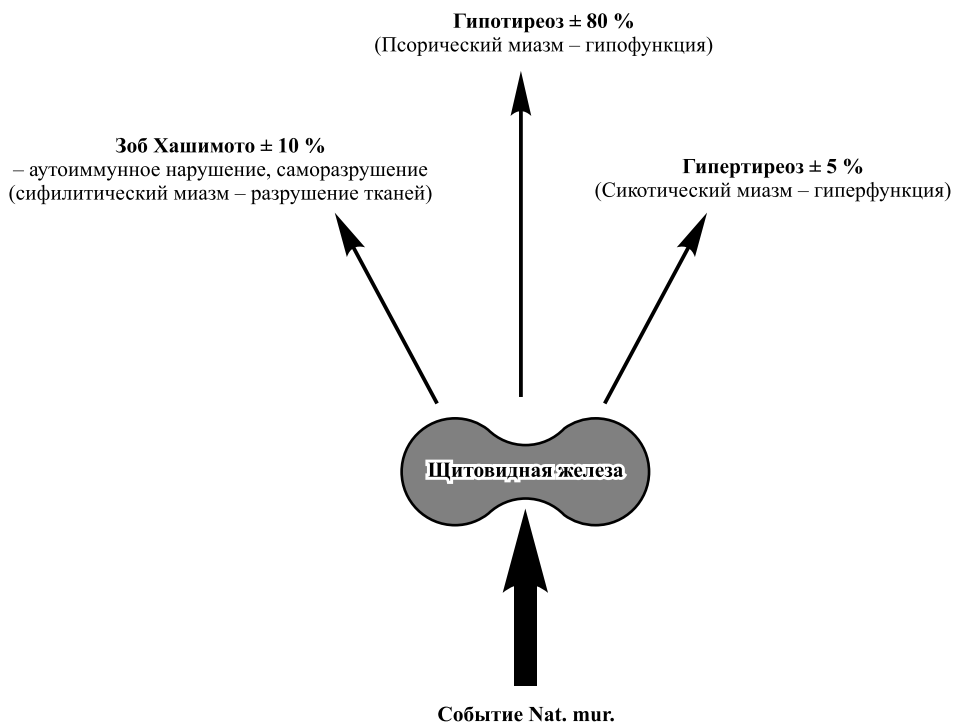 Гипотиреоз ± 80 %
(Псорический миазм – гипофункция)
Зоб Хашимото ± 10 %
– аутоиммунное нарушение, саморазрушение
(сифилитический миазм – разрушение тканей)
Гипертиреоз ± 5 %
(Сикотический миазм – гиперфункция)
Щитовидная железа
Событие Nat. mur.